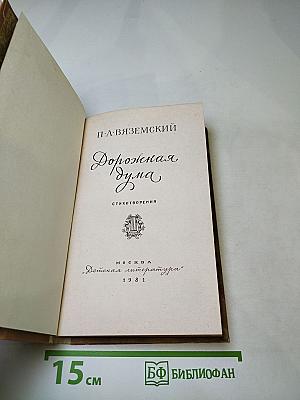 П·А·ВЯЗЕМСКИЙ
Дорожная
дума
СТИХОТВОРЕНИЯ
МОСКВА
„Детская литература“
1981
15 см
БФ БИБЛИОФАН